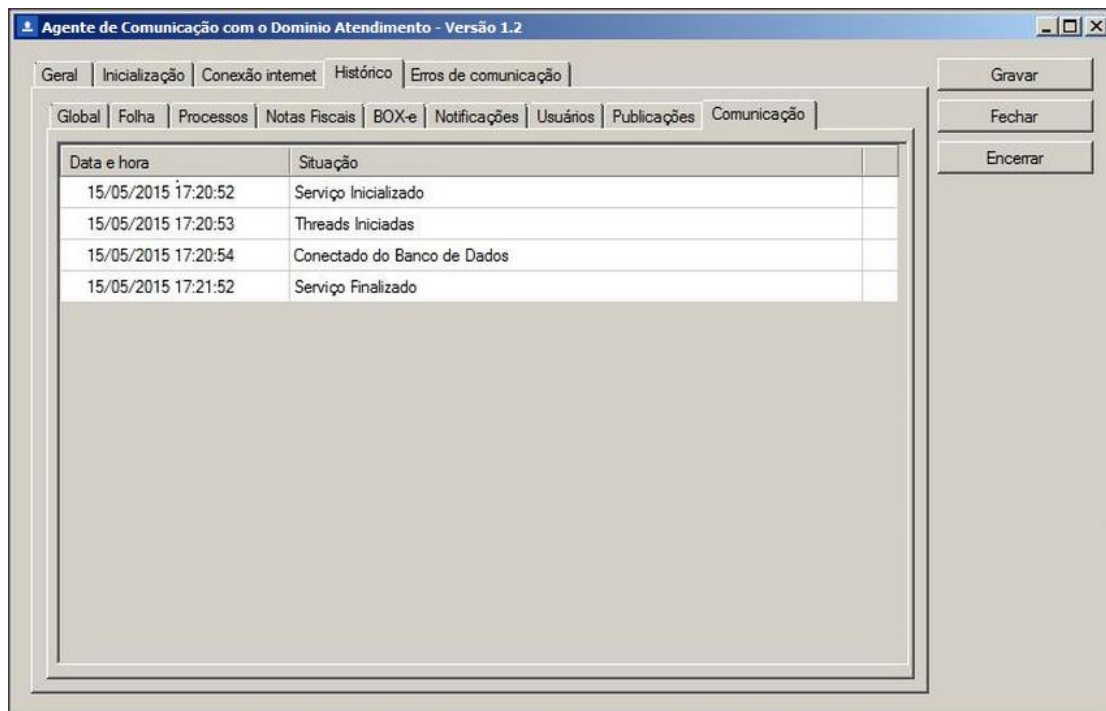 Agente de Comunicação com o Dominio Atendimento - Versão 1.2
Geral Inicialização Conexão internet Histórico Erros de comunicação
Gravar
Global Folha Processos Notas Fiscais BOX-e Notificações Usuários Publicações Comunicação
Fechar
Data e hora Situação
Encerrar
15/05/2015 17:20:52 Serviço Inicializado
15/05/2015 17:20:53 Threads Iniciadas
15/05/2015 17:20:54 Conectado do Banco de Dados
15/05/2015 17:21:52 Serviço Finalizado